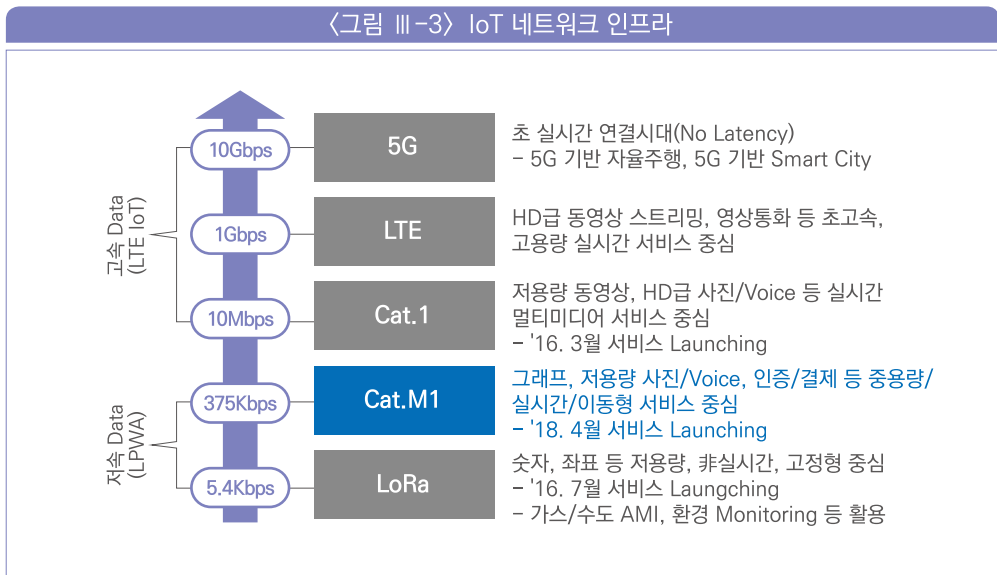 〈그림 Ⅲ-3〉 IoT 네트워크 인프라
고속 Data
(LTE IoT)
10Gbps
5G
초 실시간 연결시대(No Latency)
- 5G 기반 자율주행, 5G 기반 Smart City
1Gbps
LTE
HD급 동영상 스트리밍, 영상통화 등 초고속,
고용량 실시간 서비스 중심
10Mbps
Cat.1
저용량 동영상, HD급 사진/Voice 등 실시간
멀티미디어 서비스 중심
- '16. 3월 서비스 Launching
저속 Data
(LPWA)
375Kbps
Cat.M1
그래프, 저용량 사진/Voice, 인증/결제 등 중용량/
실시간/이동형 서비스 중심
- '18. 4월 서비스 Launching
5.4Kbps
LoRa
숫자, 좌표 등 저용량, 非실시간, 고정형 중심
- '16. 7월 서비스 Laungching
- 가스/수도 AMI, 환경 Monitoring 등 활용